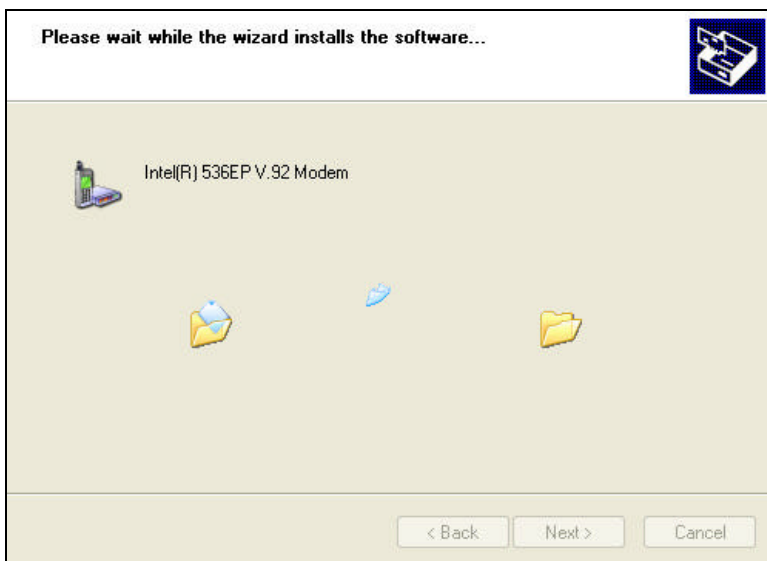 Please wait while the wizard installs the software...
Intel(R) 536EP V.92 Modem
< Back
Next >
Cancel